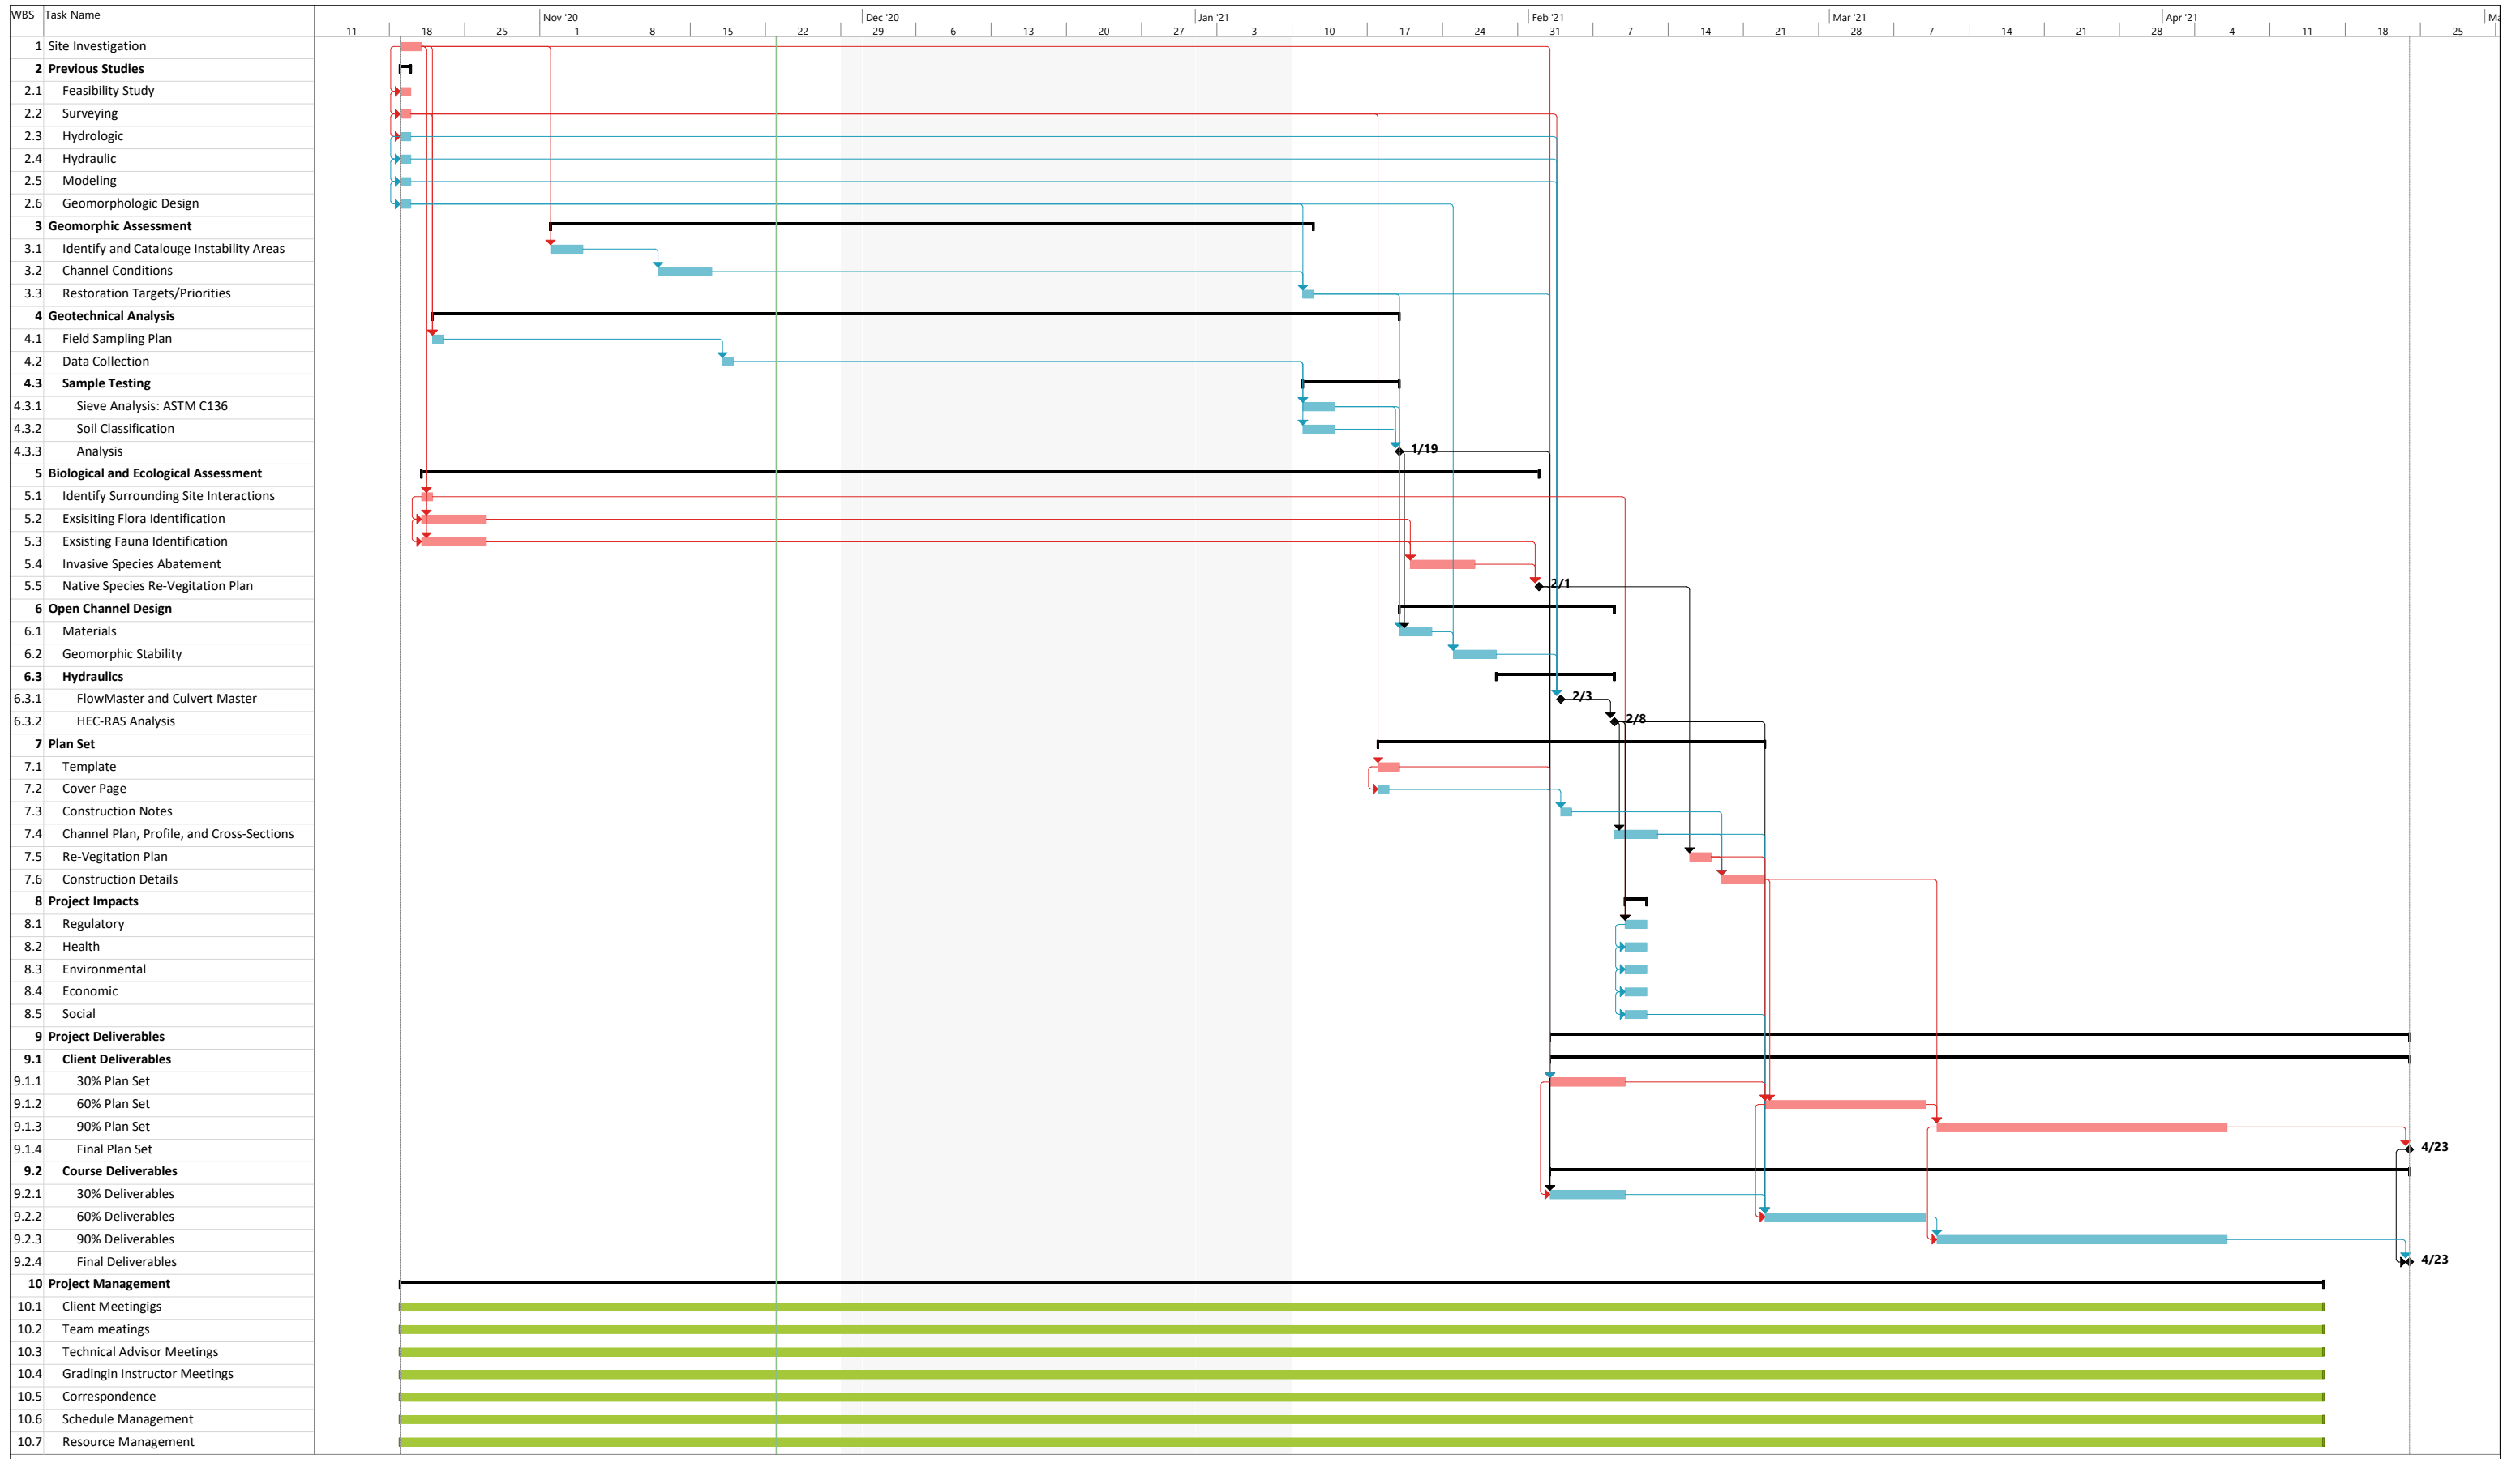 WBS Task Name
Nov '20 Dec '20 Jan '21 Feb '21 Mar '21 Apr '21
11 18 25 1 8 15 22 29 6 13 20 27 3 10 17 24 31 7 14 21 28 7 14 21 28 4 11 18 25
1 Site Investigation
2 Previous Studies
2.1 Feasibility Study
2.2 Surveying
2.3 Hydrologic
2.4 Hydraulic
2.5 Modeling
2.6 Geomorphologic Design
3 Geomorphic Assessment
3.1 Identify and Catalouge Instability Areas
3.2 Channel Conditions
3.3 Restoration Targets/Priorities
4 Geotechnical Analysis
4.1 Field Sampling Plan
4.2 Data Collection
4.3 Sample Testing
4.3.1 Sieve Analysis: ASTM C136
4.3.2 Soil Classification
4.3.3 Analysis 1/19
5 Biological and Ecological Assessment
5.1 Identify Surrounding Site Interactions
5.2 Exsisiting Flora Identification
5.3 Exsisting Fauna Identification
5.4 Invasive Species Abatement
5.5 Native Species Re-Vegitation Plan 2/1
6 Open Channel Design
6.1 Materials
6.2 Geomorphic Stability
6.3 Hydraulics
6.3.1 FlowMaster and Culvert Master 2/3
6.3.2 HEC-RAS Analysis 2/8
7 Plan Set
7.1 Template
7.2 Cover Page
7.3 Construction Notes
7.4 Channel Plan, Profile, and Cross-Sections
7.5 Re-Vegitation Plan
7.6 Construction Details
8 Project Impacts
8.1 Regulatory
8.2 Health
8.3 Environmental
8.4 Economic
8.5 Social
9 Project Deliverables
9.1 Client Deliverables
9.1.1 30% Plan Set
9.1.2 60% Plan Set
9.1.3 90% Plan Set
9.1.4 Final Plan Set 4/23
9.2 Course Deliverables
9.2.1 30% Deliverables
9.2.2 60% Deliverables
9.2.3 90% Deliverables
9.2.4 Final Deliverables 4/23
10 Project Management
10.1 Client Meetingigs
10.2 Team meatings
10.3 Technical Advisor Meetings
10.4 Gradingin Instructor Meetings
10.5 Correspondence
10.6 Schedule Management
10.7 Resource Management